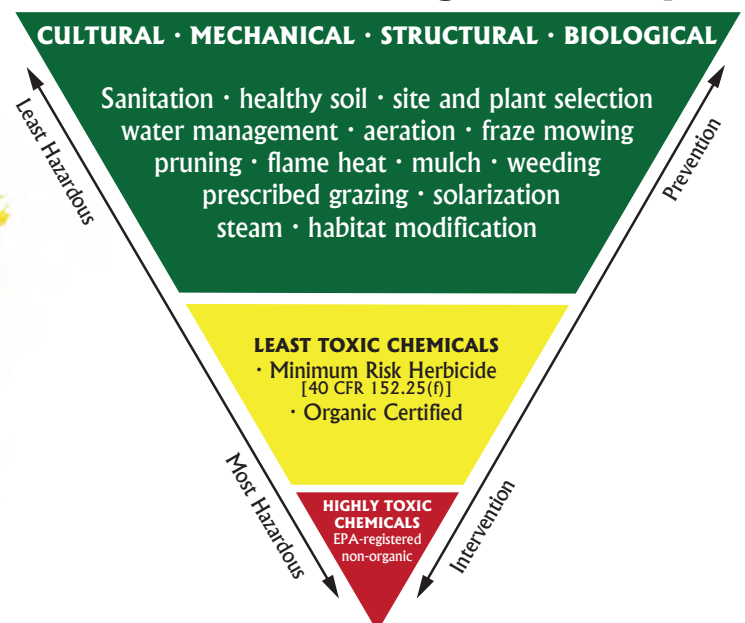 CULTURAL · MECHANICAL · STRUCTURAL · BIOLOGICAL
Sanitation · healthy soil · site and plant selection
water management · aeration · fraze mowing
pruning · flame heat · mulch · weeding
prescribed grazing · solarization
steam · habitat modification
Least Hazardous
Prevention
LEAST TOXIC CHEMICALS
· Minimum Risk Herbicide
[40 CFR 152.25(f)]
· Organic Certified
Most Hazardous
Intervention
HIGHLY TOXIC
CHEMICALS
EPA-registered
non-organic